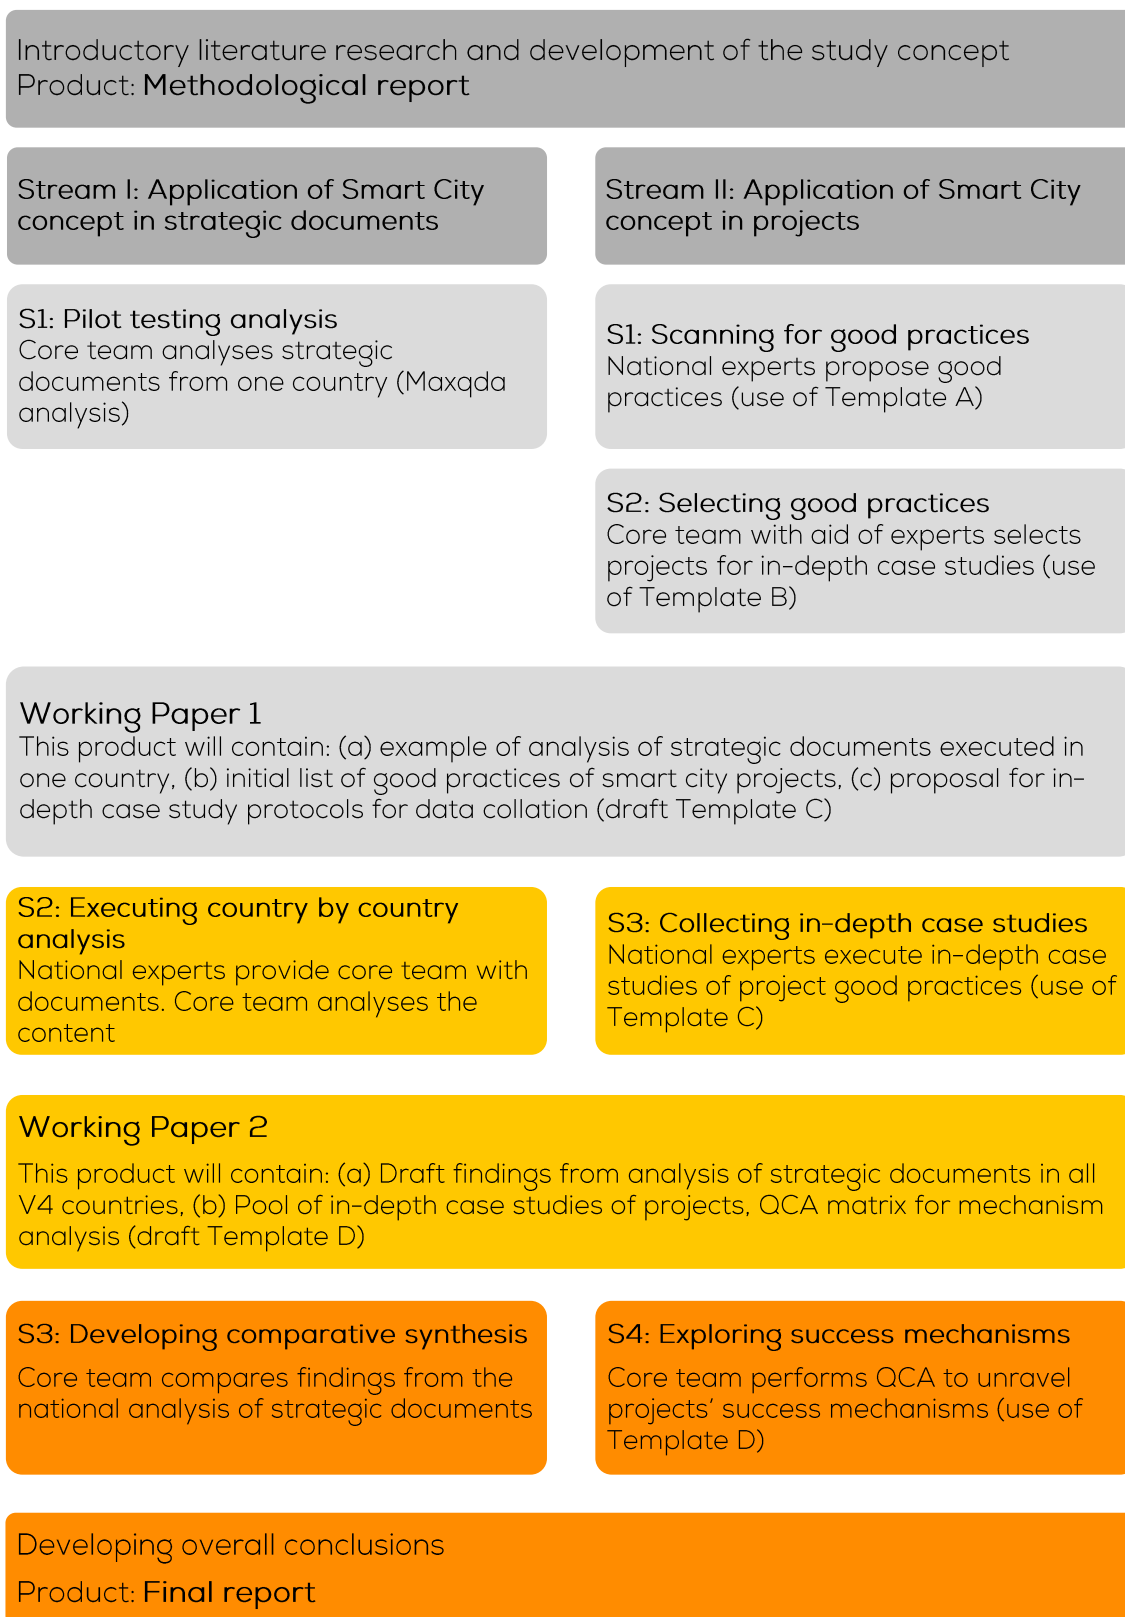 Introductory literature research and development of the study concept
Product: Methodological report
Stream I: Application of Smart City
concept in strategic documents
Stream II: Application of Smart City
concept in projects
S1: Pilot testing analysis
Core team analyses strategic
documents from one country (Maxqda
analysis)
S1: Scanning for good practices
National experts propose good
practices (use of Template A)
S2: Selecting good practices
Core team with aid of experts selects
projects for in-depth case studies (use
of Template B)
Working Paper 1
This product will contain: (a) example of analysis of strategic documents executed in
one country, (b) initial list of good practices of smart city projects, (c) proposal for in-
depth case study protocols for data collation (draft Template C)
S2: Executing country by country
analysis
National experts provide core team with
documents. Core team analyses the
content
S3: Collecting in-depth case studies
National experts execute in-depth case
studies of project good practices (use of
Template C)
Working Paper 2
This product will contain: (a) Draft findings from analysis of strategic documents in all
V4 countries, (b) Pool of in-depth case studies of projects, QCA matrix for mechanism
analysis (draft Template D)
S3: Developing comparative synthesis
Core team compares findings from the
national analysis of strategic documents
S4: Exploring success mechanisms
Core team performs QCA to unravel
projects’ success mechanisms (use of
Template D)
Developing overall conclusions
Product: Final report